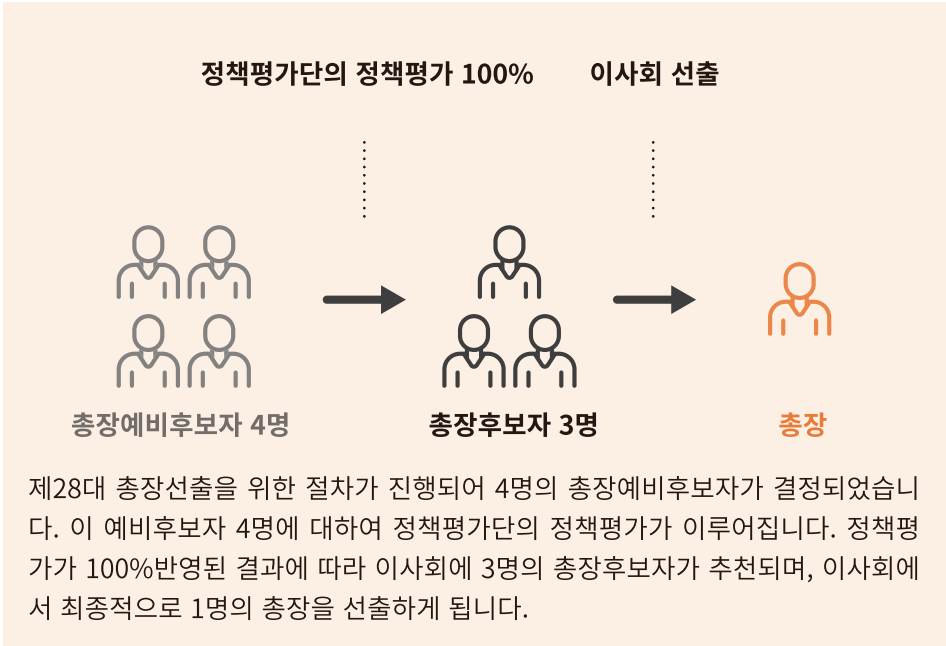 정책평가단의 정책평가 100%
이사회 선출
총장예비후보자 4명
총장후보자 3명
총장
제28대 총장선출을 위한 절차가 진행되어 4명의 총장예비후보자가 결정되었습니
다. 이 예비후보자 4명에 대하여 정책평가단의 정책평가가 이루어집니다. 정책평
가가 100%반영된 결과에 따라 이사회에 3명의 총장후보자가 추천되며, 이사회에
서 최종적으로 1명의 총장을 선출하게 됩니다.